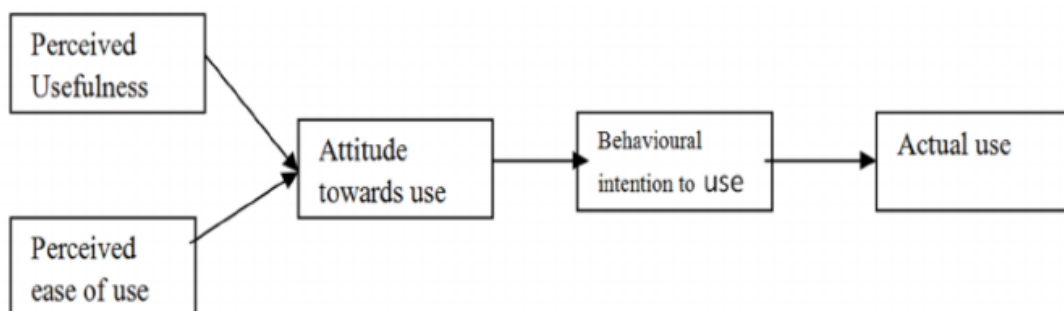 Perceived
Usefulness
Attitude
towards use
Behavioural
intention to use
Actual use
Perceived
ease of use